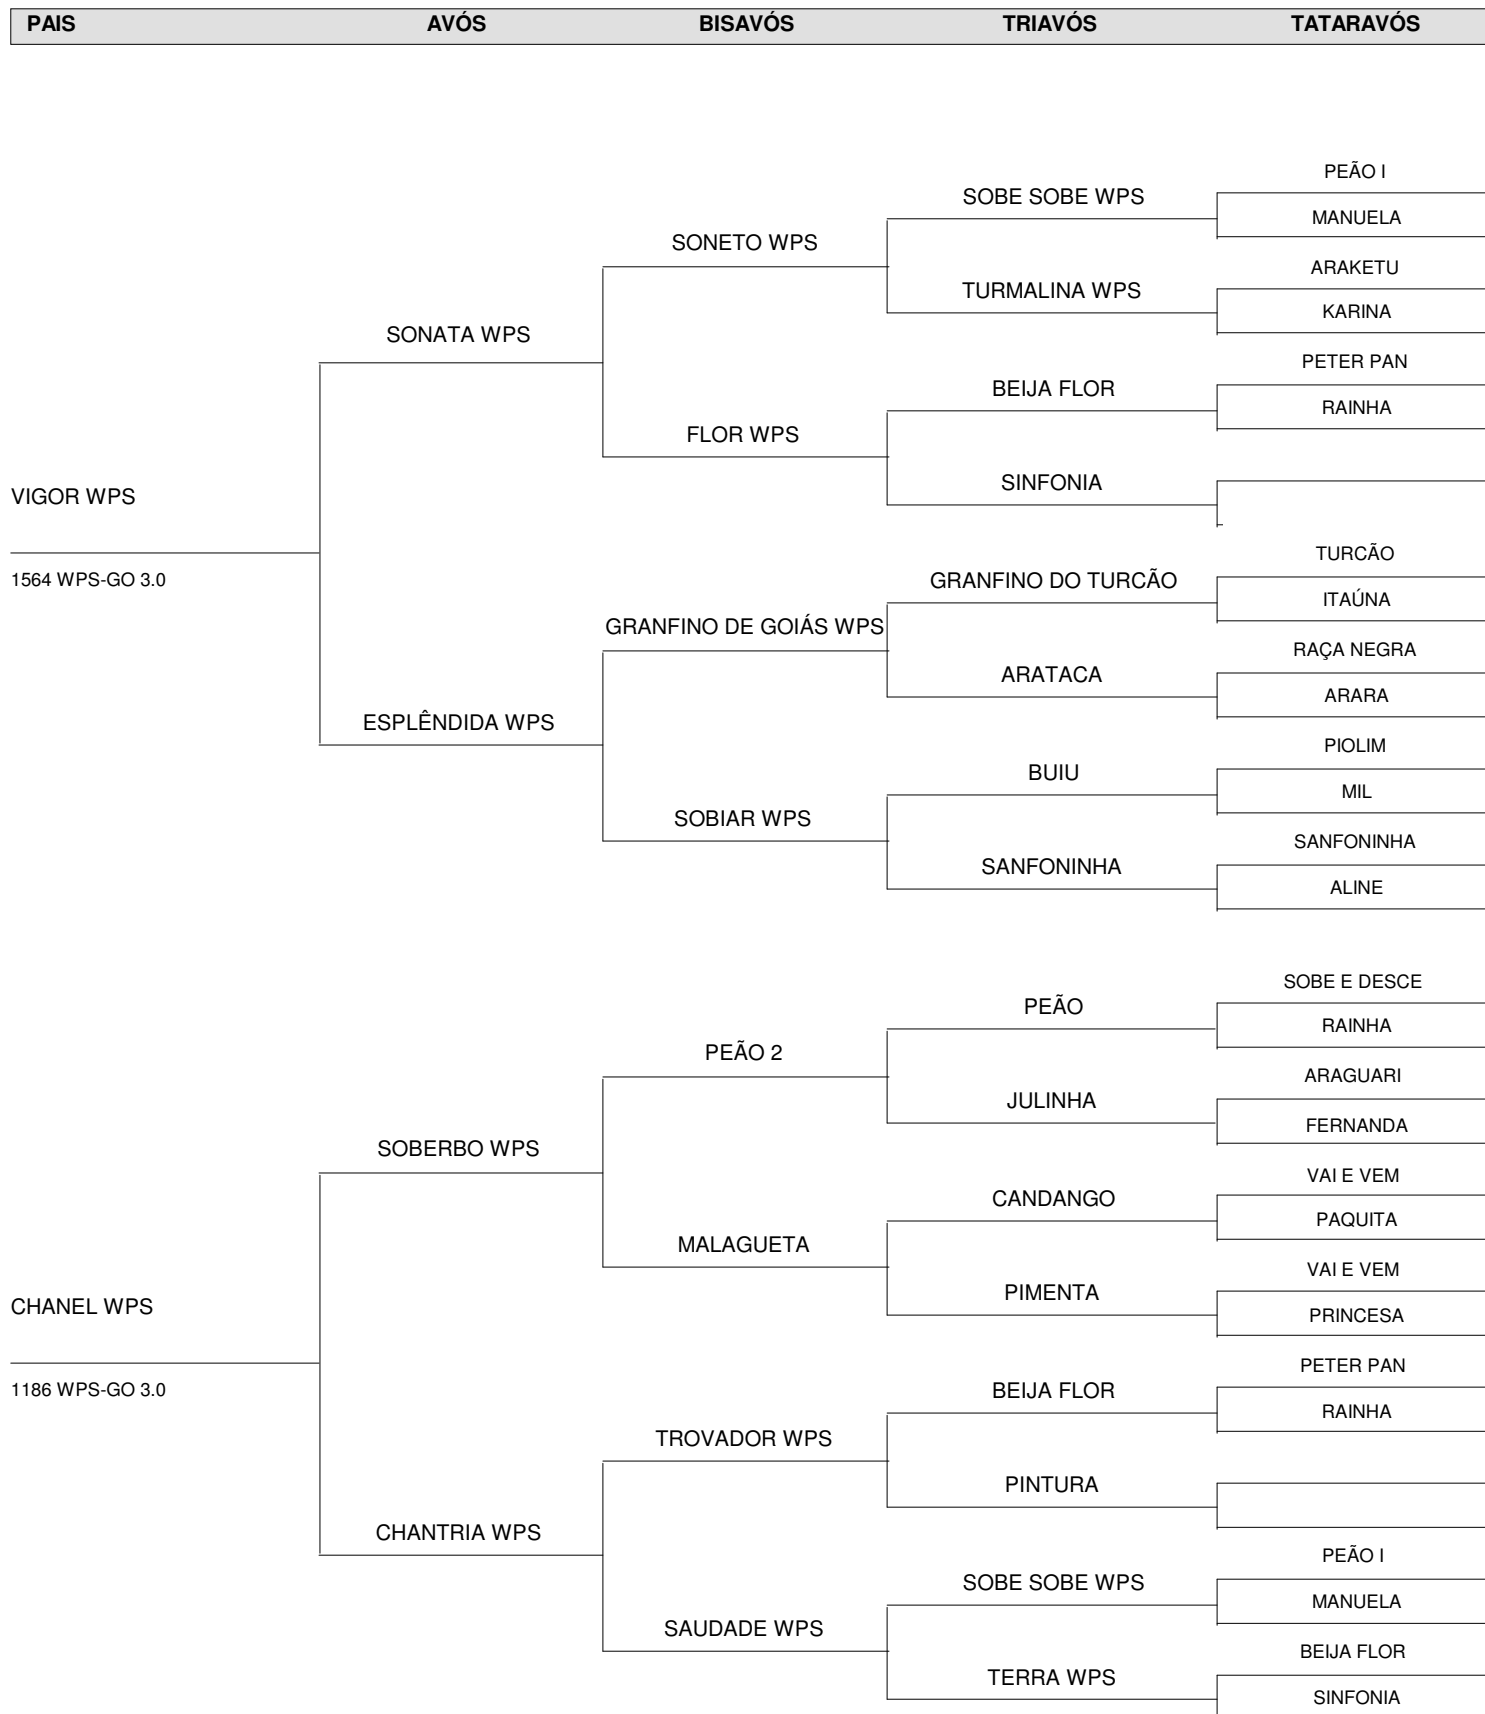 PAIS AVÓS BISAVÓS TRIAVÓS TATARAVÓS
PEÃO I
SOBE SOBE WPS
MANUELA
SONETO WPS
ARAKETU
TURMALINA WPS
KARINA
SONATA WPS
PETER PAN
BEIJA FLOR
RAINHA
FLOR WPS
SINFONIA
VIGOR WPS
TURCÃO
1564 WPS-GO 3.0
GRANFINO DO TURCÃO
ITAÚNA
GRANFINO DE GOIÁS WPS
RAÇA NEGRA
ARATACA
ARARA
ESPLÊNDIDA WPS
PIOLIM
BUIU
MIL
SOBIAR WPS
SANFONINHA
SANFONINHA
ALINE
SOBE E DESCE
PEÃO
RAINHA
PEÃO 2
ARAGUARI
JULINHA
FERNANDA
SOBERBO WPS
VAI E VEM
CANDANGO
PAQUITA
MALAGUETA
VAI E VEM
PIMENTA
CHANEL WPS
PRINCESA
PETER PAN
1186 WPS-GO 3.0
BEIJA FLOR
RAINHA
TROVADOR WPS
PINTURA
CHANTRIA WPS
PEÃO I
SOBE SOBE WPS
MANUELA
SAUDADE WPS
BEIJA FLOR
TERRA WPS
SINFONIA